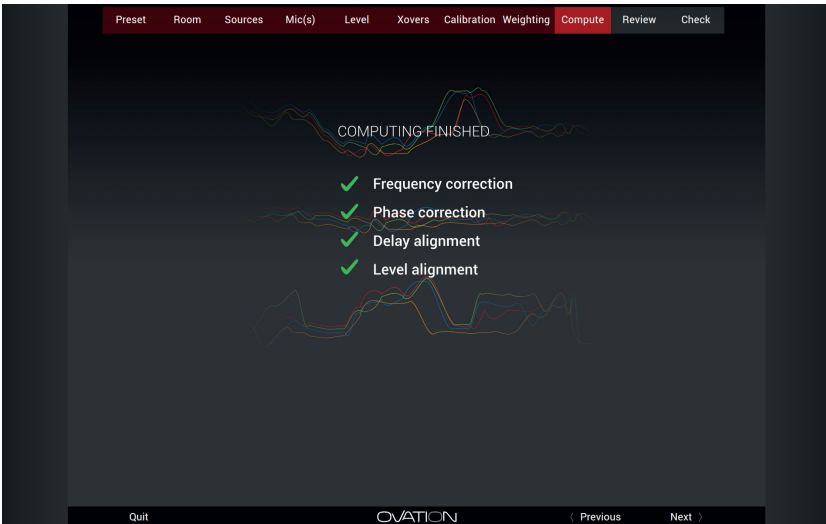 Preset Room Sources Mic(s) Level Xovers Calibration Weighting Compute Review Check
COMPUTING FINISHED
Frequency correction
Phase correction
Delay alignment
Level alignment
Quit OVATION 〈 Previous Next 〉